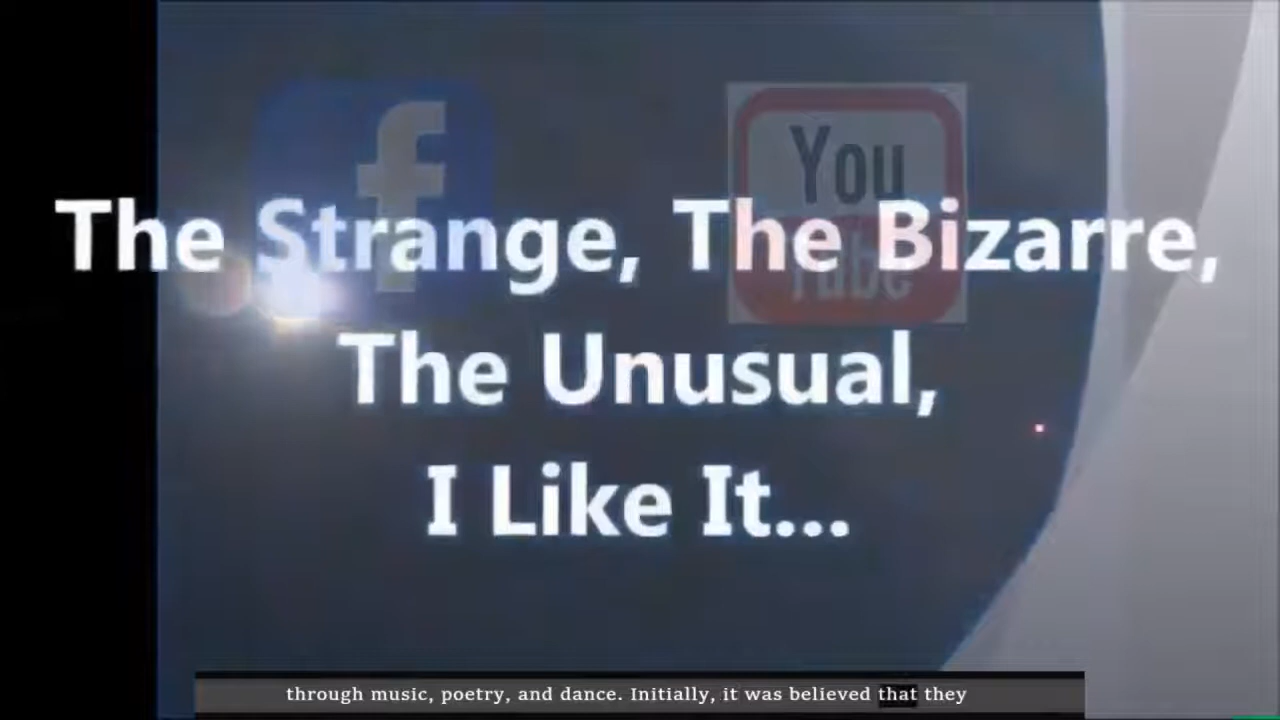 f
You
Tube
The Strange, The Bizarre,
The Unusual,
I Like It...
through music, poetry, and dance. Initially, it was believed that they